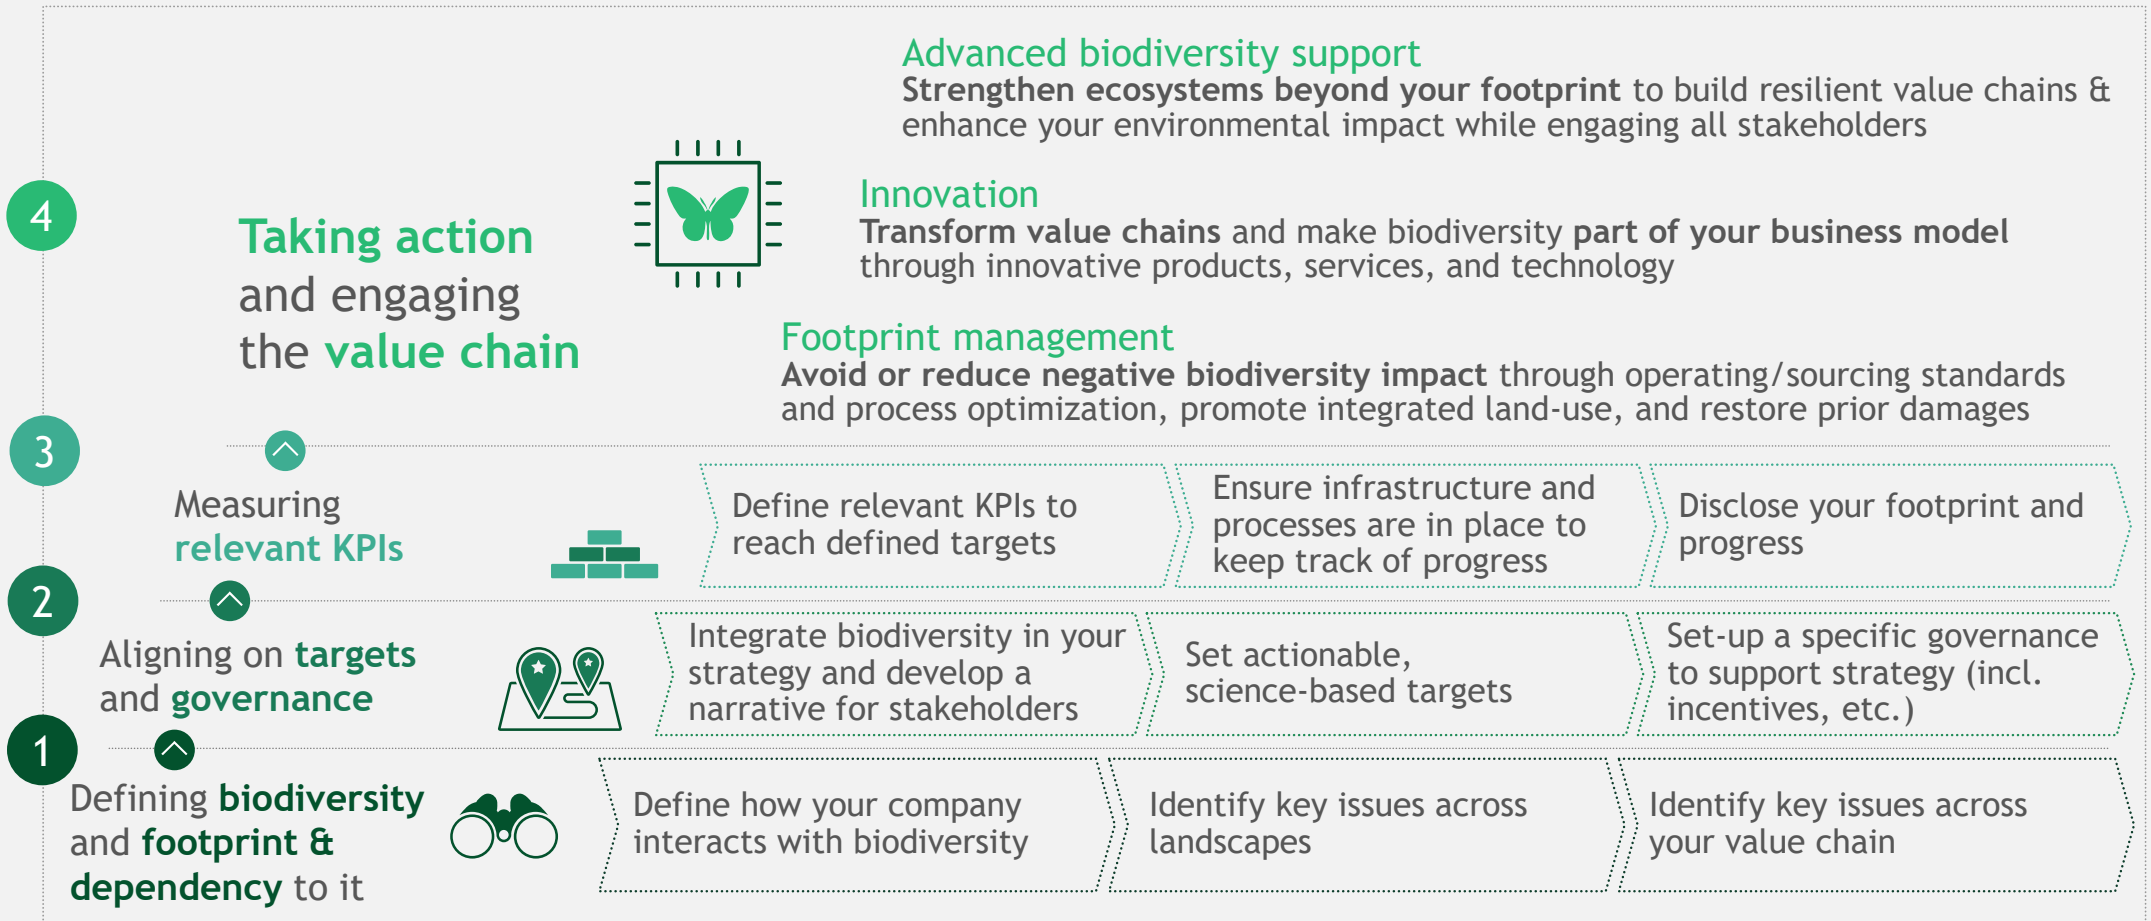 Advanced biodiversity support
Strengthen ecosystems beyond your footprint to build resilient value chains &
enhance your environmental impact while engaging all stakeholders
4
Taking action
and engaging
the value chain
Innovation
Transform value chains and make biodiversity part of your business model
through innovative products, services, and technology
Footprint management
Avoid or reduce negative biodiversity impact through operating/sourcing standards
and process optimization, promote integrated land-use, and restore prior damages
3
Measuring
relevant KPIs
Define relevant KPIs to
reach defined targets
Ensure infrastructure and
processes are in place to
keep track of progress
Disclose your footprint and
progress
2
Aligning on targets
and governance
Integrate biodiversity in your
strategy and develop a
narrative for stakeholders
Set actionable,
science-based targets
Set-up a specific governance
to support strategy (incl.
incentives, etc.)
1
Defining biodiversity
and footprint &
dependency to it
Define how your company
interacts with biodiversity
Identify key issues across
landscapes
Identify key issues across
your value chain